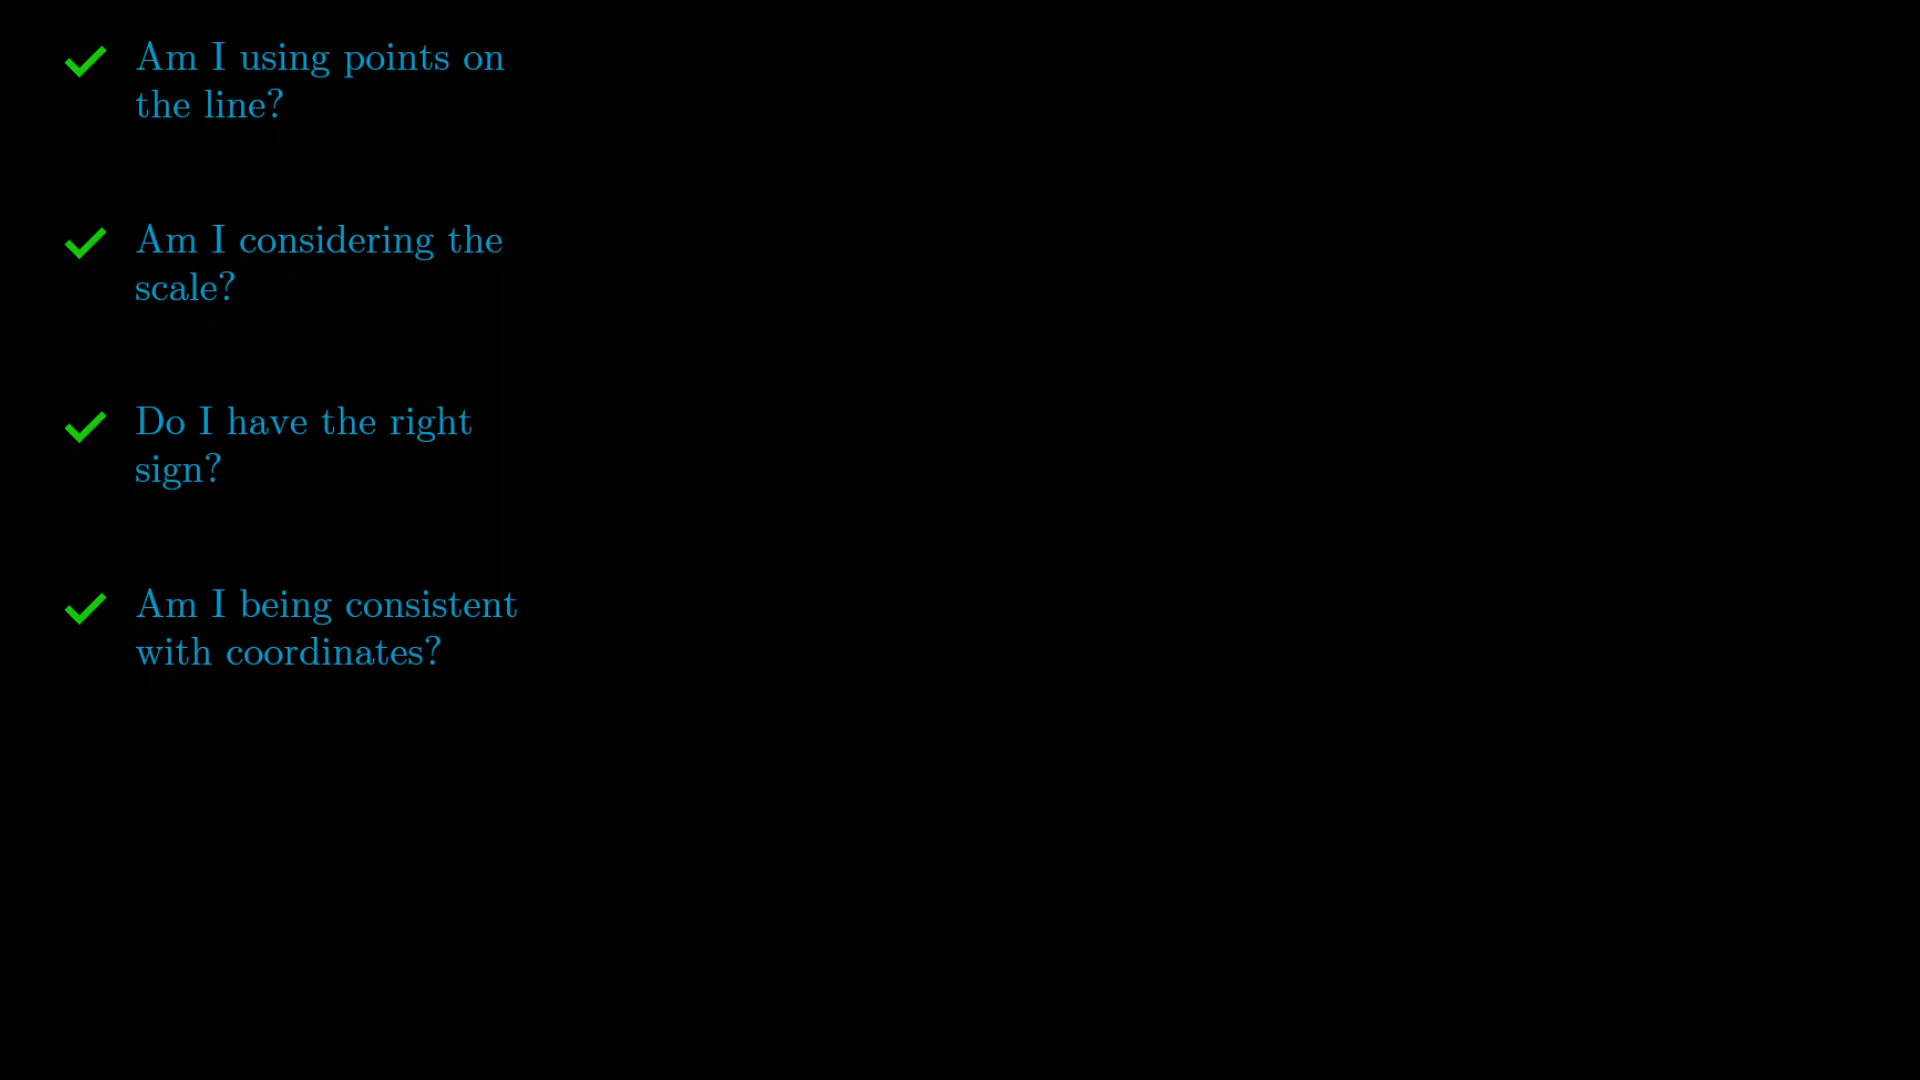 Am I using points on
the line?
Am I considering the
scale?
Do I have the right
sign?
Am I being consistent
with coordinates?